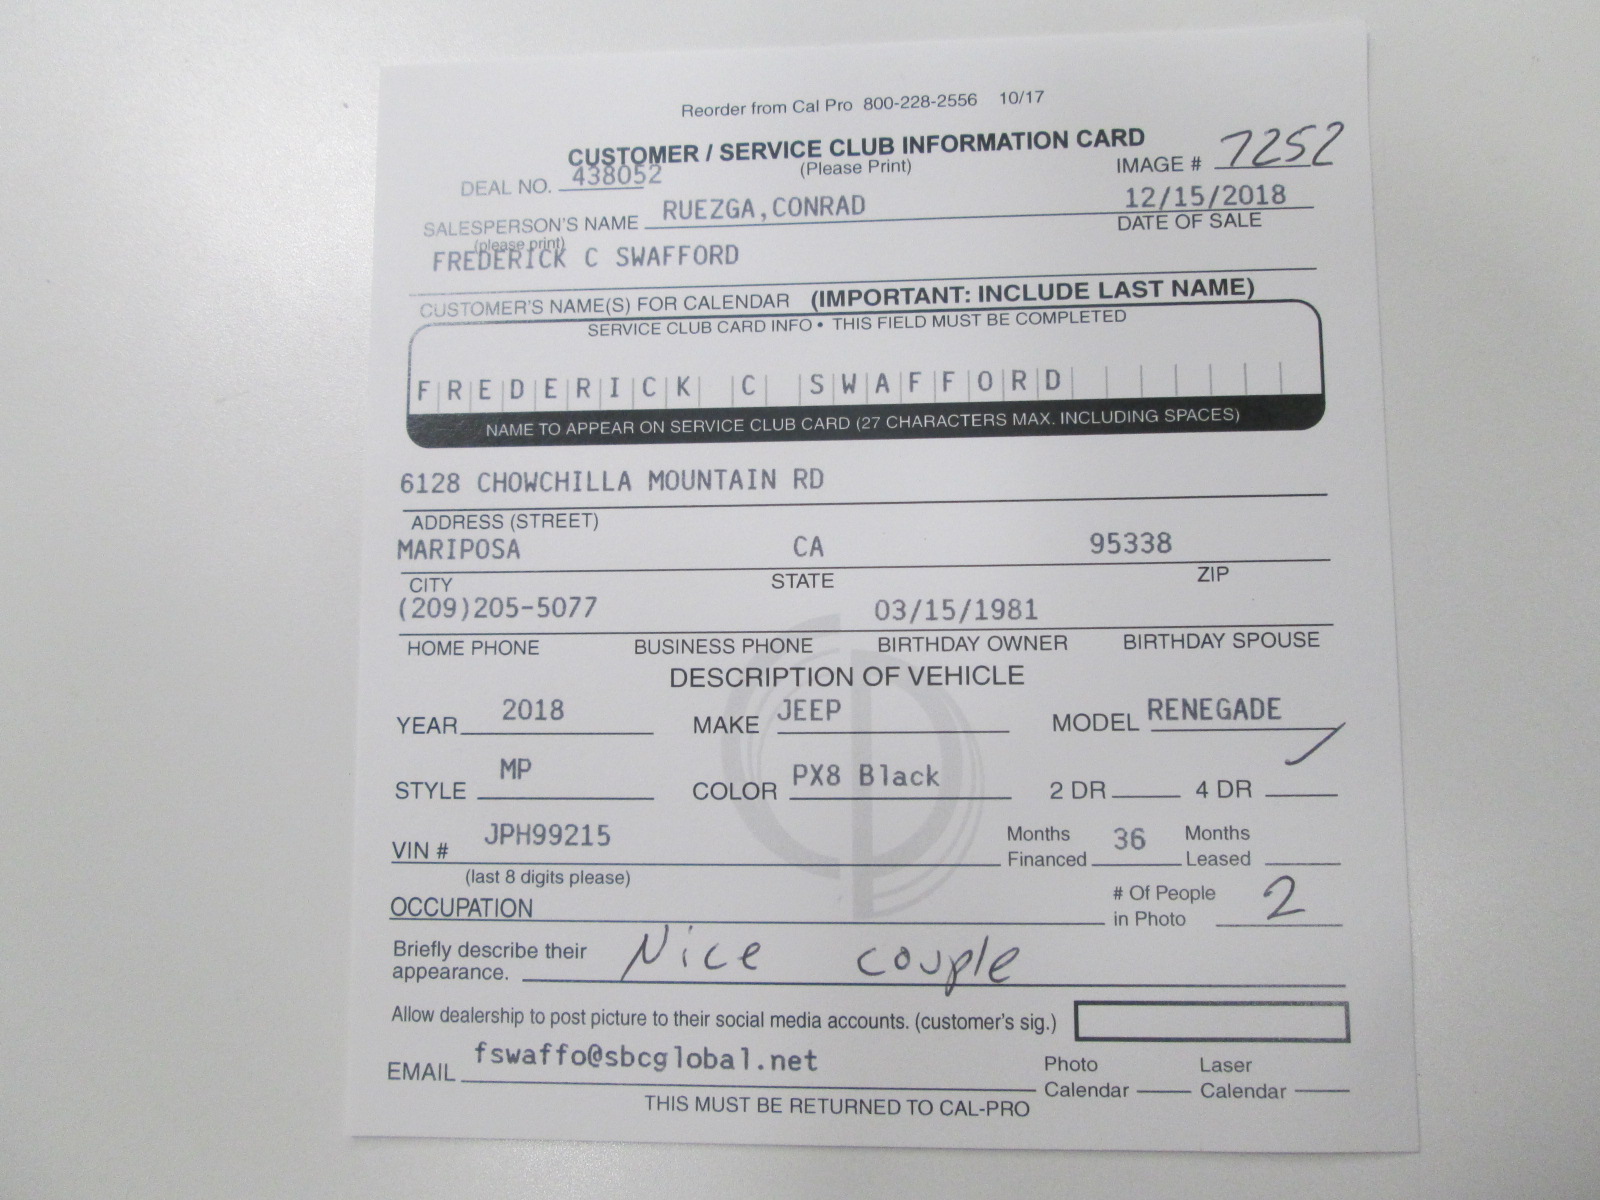 Reorder from Cal Pro 800-228-2556 10/17
CUSTOMER / SERVICE CLUB INFORMATION CARD
(Please Print)
DEAL NO. 438052
IMAGE # 7252
SALESPERSON'S NAME RUEZGA,CONRAD
(please print)
12/15/2018
DATE OF SALE
FREDERICK C SWAFFORD
CUSTOMER'S NAME(S) FOR CALENDAR (IMPORTANT: INCLUDE LAST NAME)
SERVICE CLUB CARD INFO • THIS FIELD MUST BE COMPLETED
FREDERICK C SWAFFORD
NAME TO APPEAR ON SERVICE CLUB CARD (27 CHARACTERS MAX. INCLUDING SPACES)
6128 CHOWCHILLA MOUNTAIN RD
ADDRESS (STREET)
MARIPOSA CA 95338
CITY STATE ZIP
(209)205-5077 03/15/1981
HOME PHONE BUSINESS PHONE BIRTHDAY OWNER BIRTHDAY SPOUSE
DESCRIPTION OF VEHICLE
YEAR 2018 MAKE JEEP MODEL RENEGADE
STYLE MP COLOR PX8 Black 2 DR 4 DR
VIN # JPH99215 Months Financed 36 Months Leased
(last 8 digits please)
OCCUPATION # Of People in Photo 2
Briefly describe their appearance. Nice couple
Allow dealership to post picture to their social media accounts. (customer's sig.)
EMAIL fswaffo@sbcglobal.net Photo Calendar Laser Calendar
THIS MUST BE RETURNED TO CAL-PRO